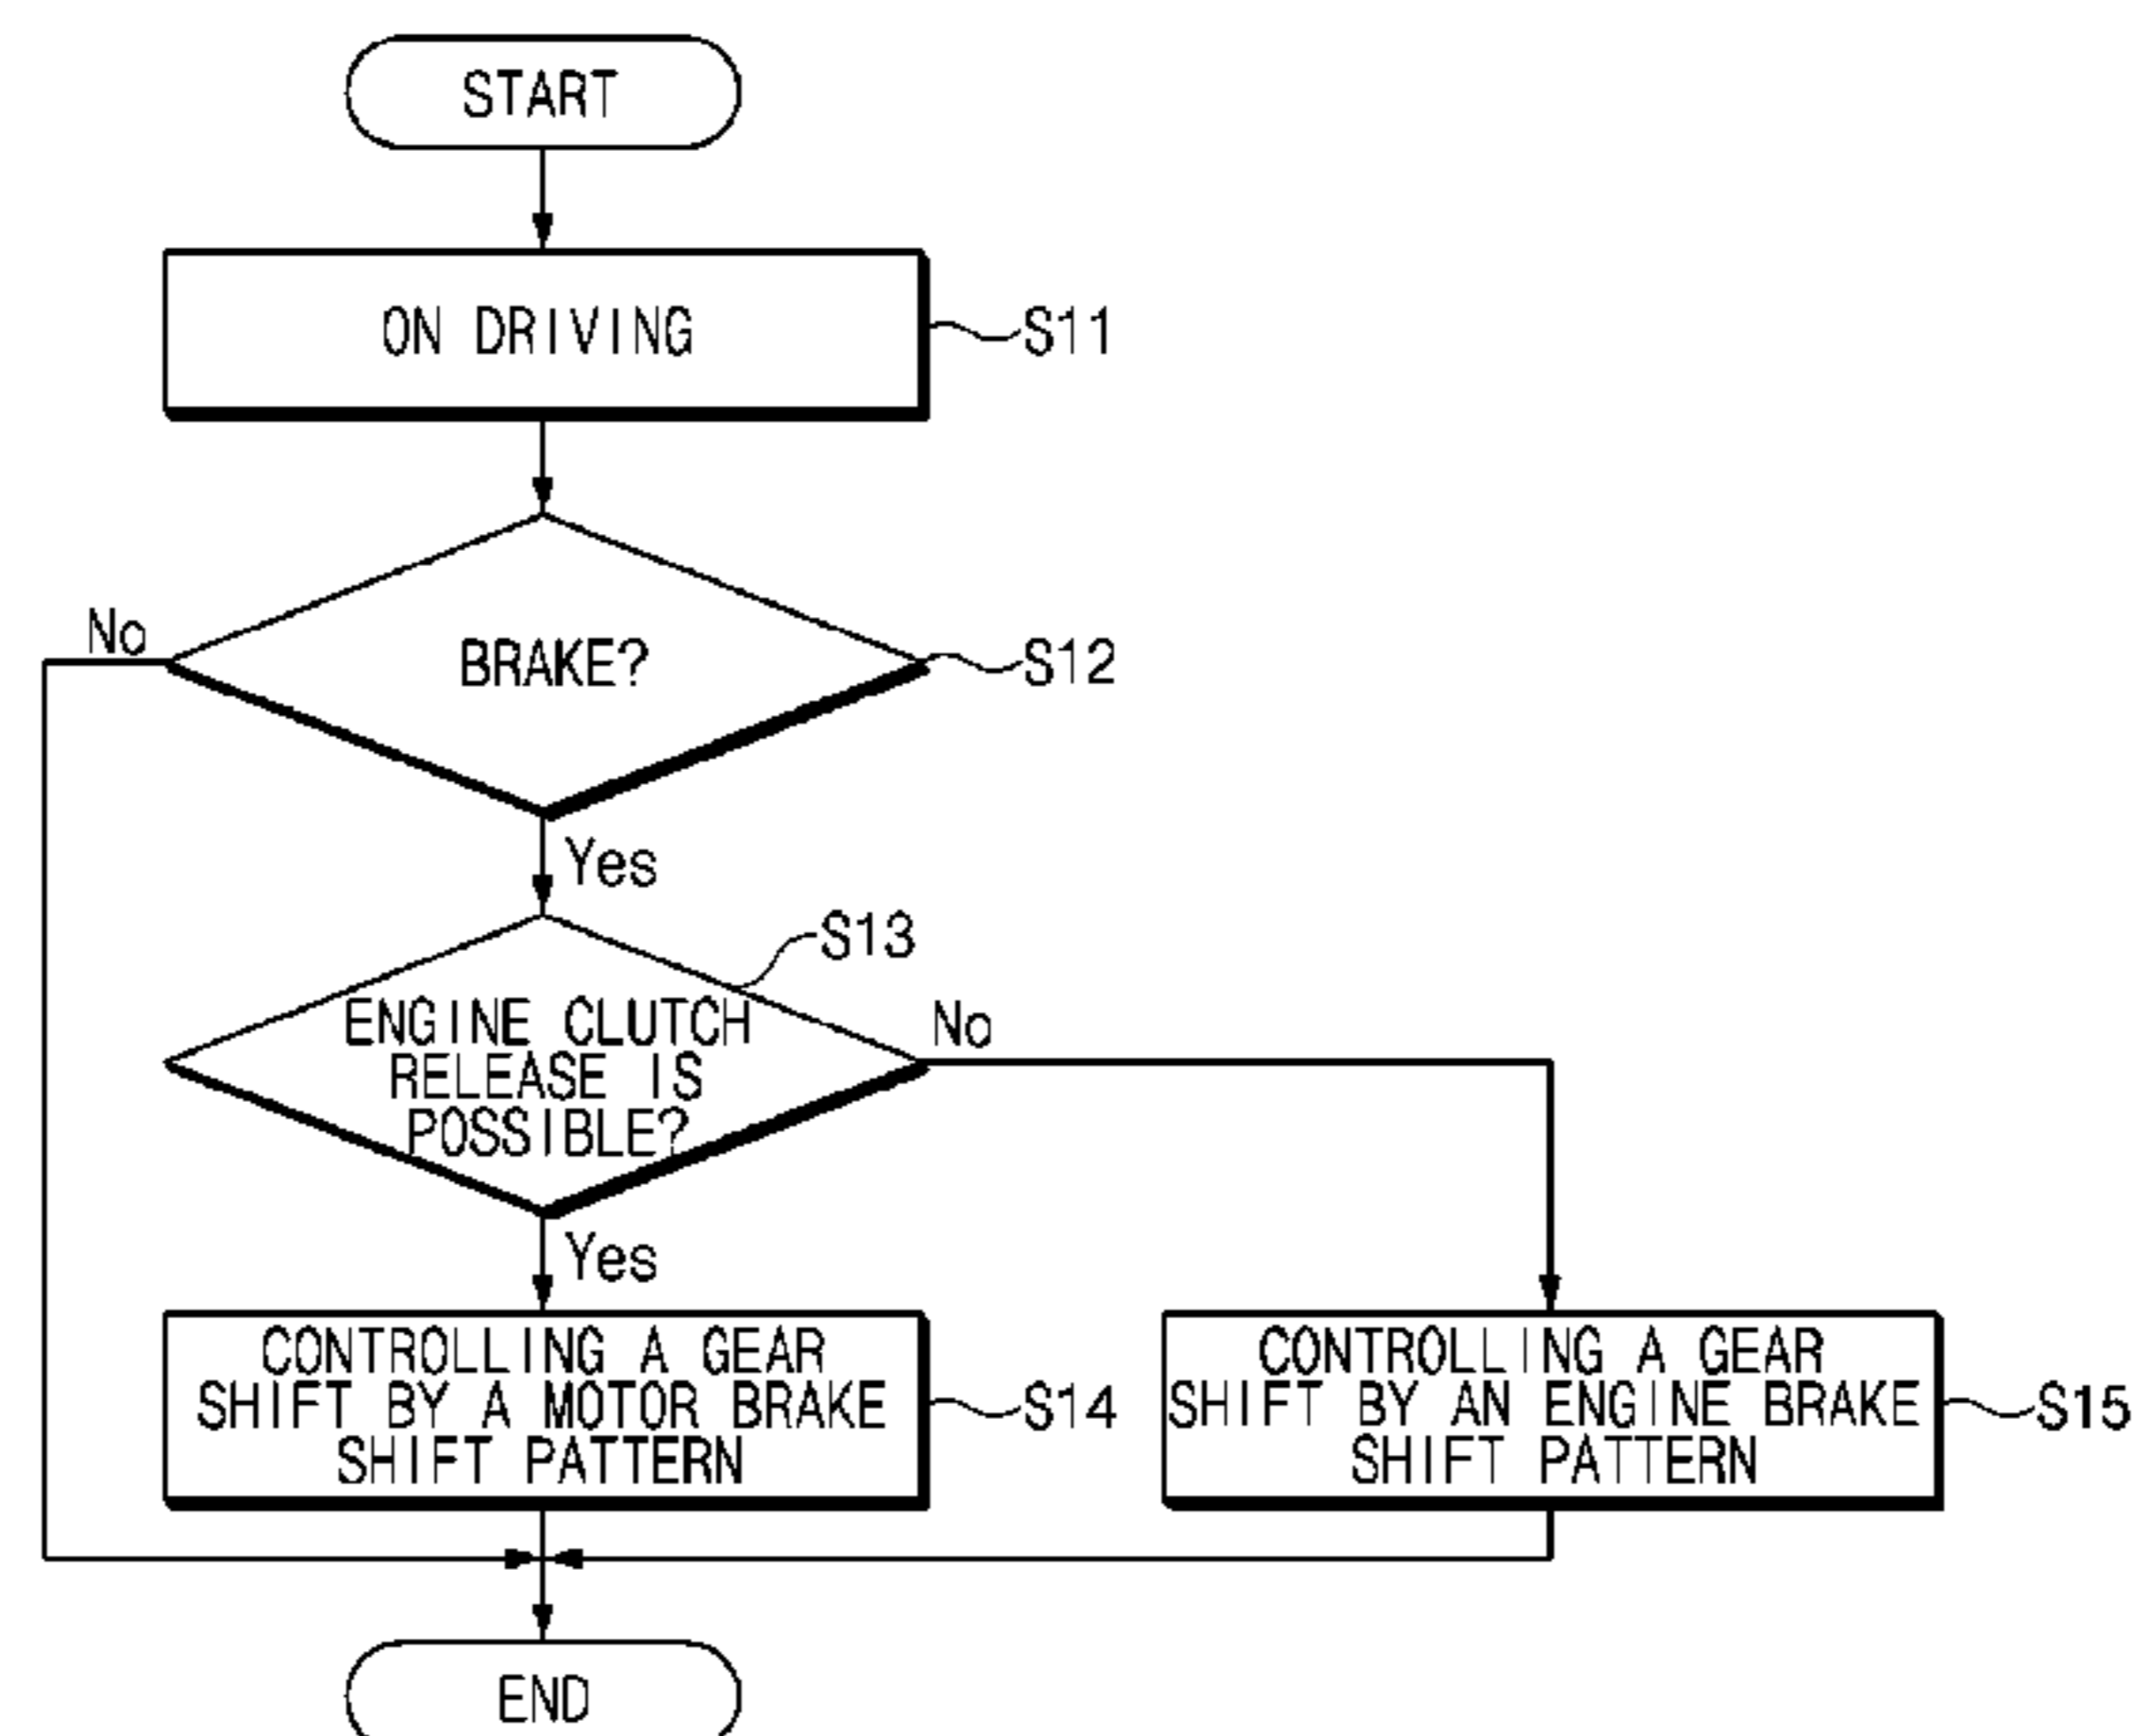 START
ON DRIVING
S11
No
BRAKE?
S12
Yes
S13
ENGINE CLUTCH
RELEASE IS
POSSIBLE?
No
Yes
CONTROLLING A GEAR
SHIFT BY A MOTOR BRAKE
SHIFT PATTERN
S14
CONTROLLING A GEAR
SHIFT BY AN ENGINE BRAKE
SHIFT PATTERN
S15
END